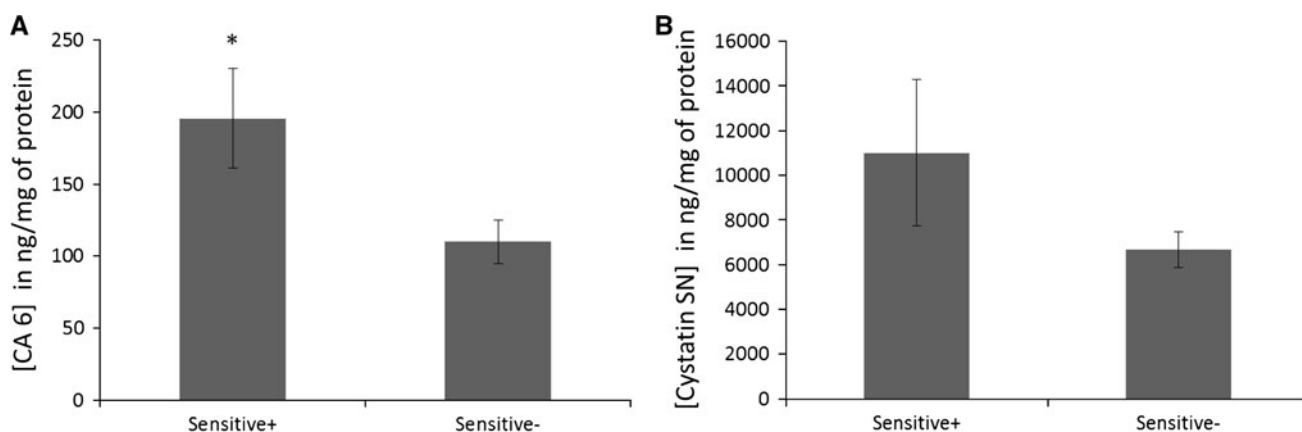 A
[CA 6] in ng/mg of protein
250
*
200
150
100
50
0
Sensitive+ Sensitive-
B
[Cystatin SN] in ng/mg of protein
16000
14000
12000
10000
8000
6000
4000
2000
0
Sensitive+ Sensitive-